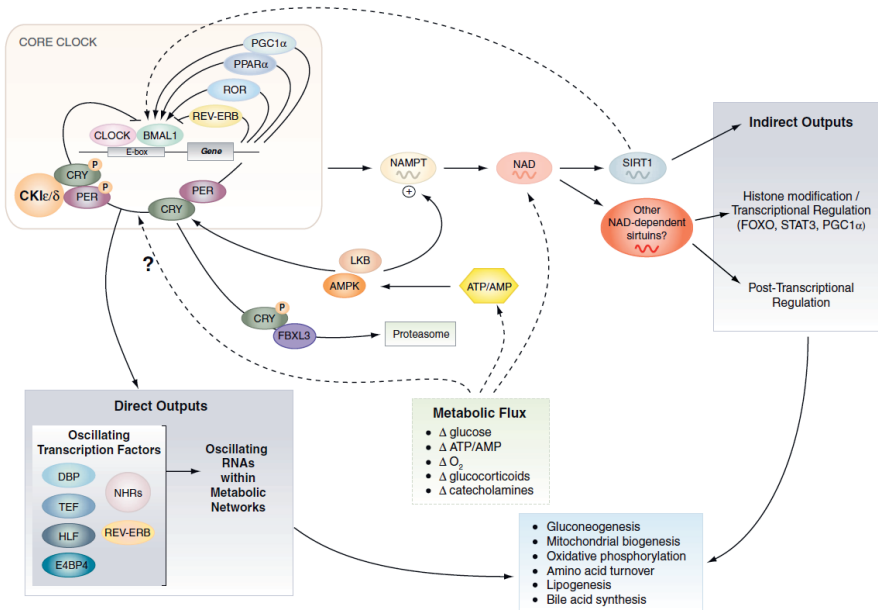 CORE CLOCK
PGC1α
PPARα
ROR
REV-ERB
CLOCK
BMAL1
E-box
Gene
CRY
P
CKIε/δ
PER
P
PER
CRY
NAMPT
+
NAD
SIRT1
Other
NAD-dependent
sirtuins?
Indirect Outputs
Histone modification /
Transcriptional Regulation
(FOXO, STAT3, PGC1α)
Post-Transcriptional
Regulation
?
LKB
AMPK
ATP/AMP
CRY
P
FBXL3
Proteasome
Direct Outputs
Oscillating
Transcription Factors
DBP
TEF
HLF
E4BP4
NHRs
REV-ERB
Oscillating
RNAs
within
Metabolic
Networks
Metabolic Flux
• Δ glucose
• Δ ATP/AMP
• Δ O₂
• Δ glucocorticoids
• Δ catecholamines
• Gluconeogenesis
• Mitochondrial biogenesis
• Oxidative phosphorylation
• Amino acid turnover
• Lipogenesis
• Bile acid synthesis